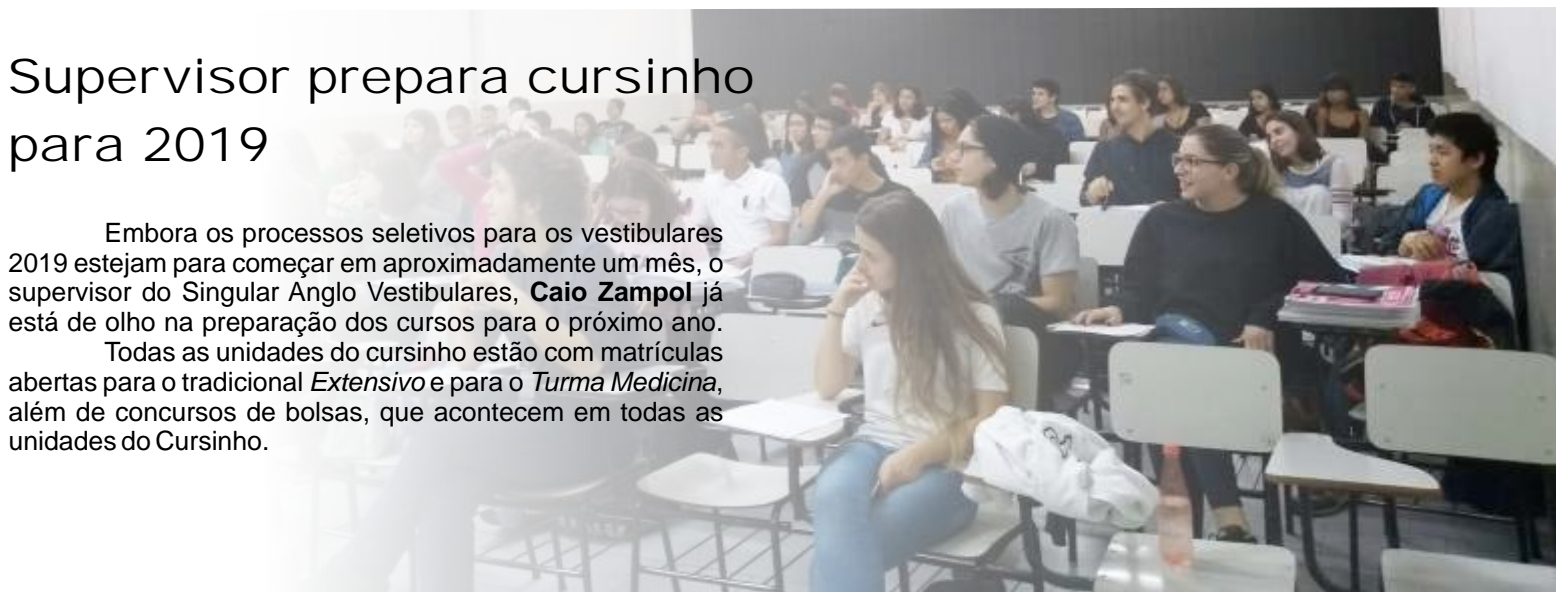 Supervisor prepara cursinho
para 2019
Embora os processos seletivos para os vestibulares
2019 estejam para começar em aproximadamente um mês, o
supervisor do Singular Anglo Vestibulares, Caio Zampol já
está de olho na preparação dos cursos para o próximo ano.
Todas as unidades do cursinho estão com matrículas
abertas para o tradicional Extensivo e para o Turma Medicina,
além de concursos de bolsas, que acontecem em todas as
unidades do Cursinho.